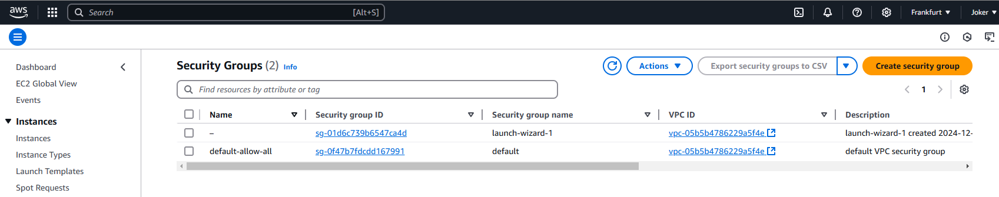 aws Search [Alt+S] Frankfurt Joker
Dashboard
EC2 Global View
Events
Instances
Instances
Instance Types
Launch Templates
Spot Requests
Security Groups (2) Info
Actions Export security groups to CSV Create security group
Find resources by attribute or tag 1
Name Security group ID Security group name VPC ID Description
– sg-01d6c739b6547ca4d launch-wizard-1 vpc-05b5b4786229a5f4e launch-wizard-1 created 2024-12-
default-allow-all sg-0f47b7fdcdd167991 default vpc-05b5b4786229a5f4e default VPC security group